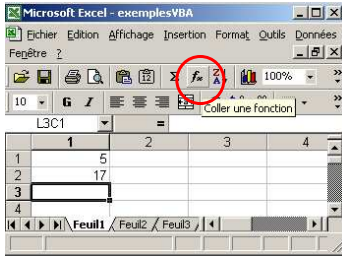 Microsoft Excel - exemplesVBA
Fichier Edition Affichage Insertion Format Outils Données
Fenêtre ?
Σ fx A Z 100%
10 G I Coller une fonction
L3C1 =
1 2 3 4
1 5
2 17
3
4
Feuil1 Feuil2 Feuil3